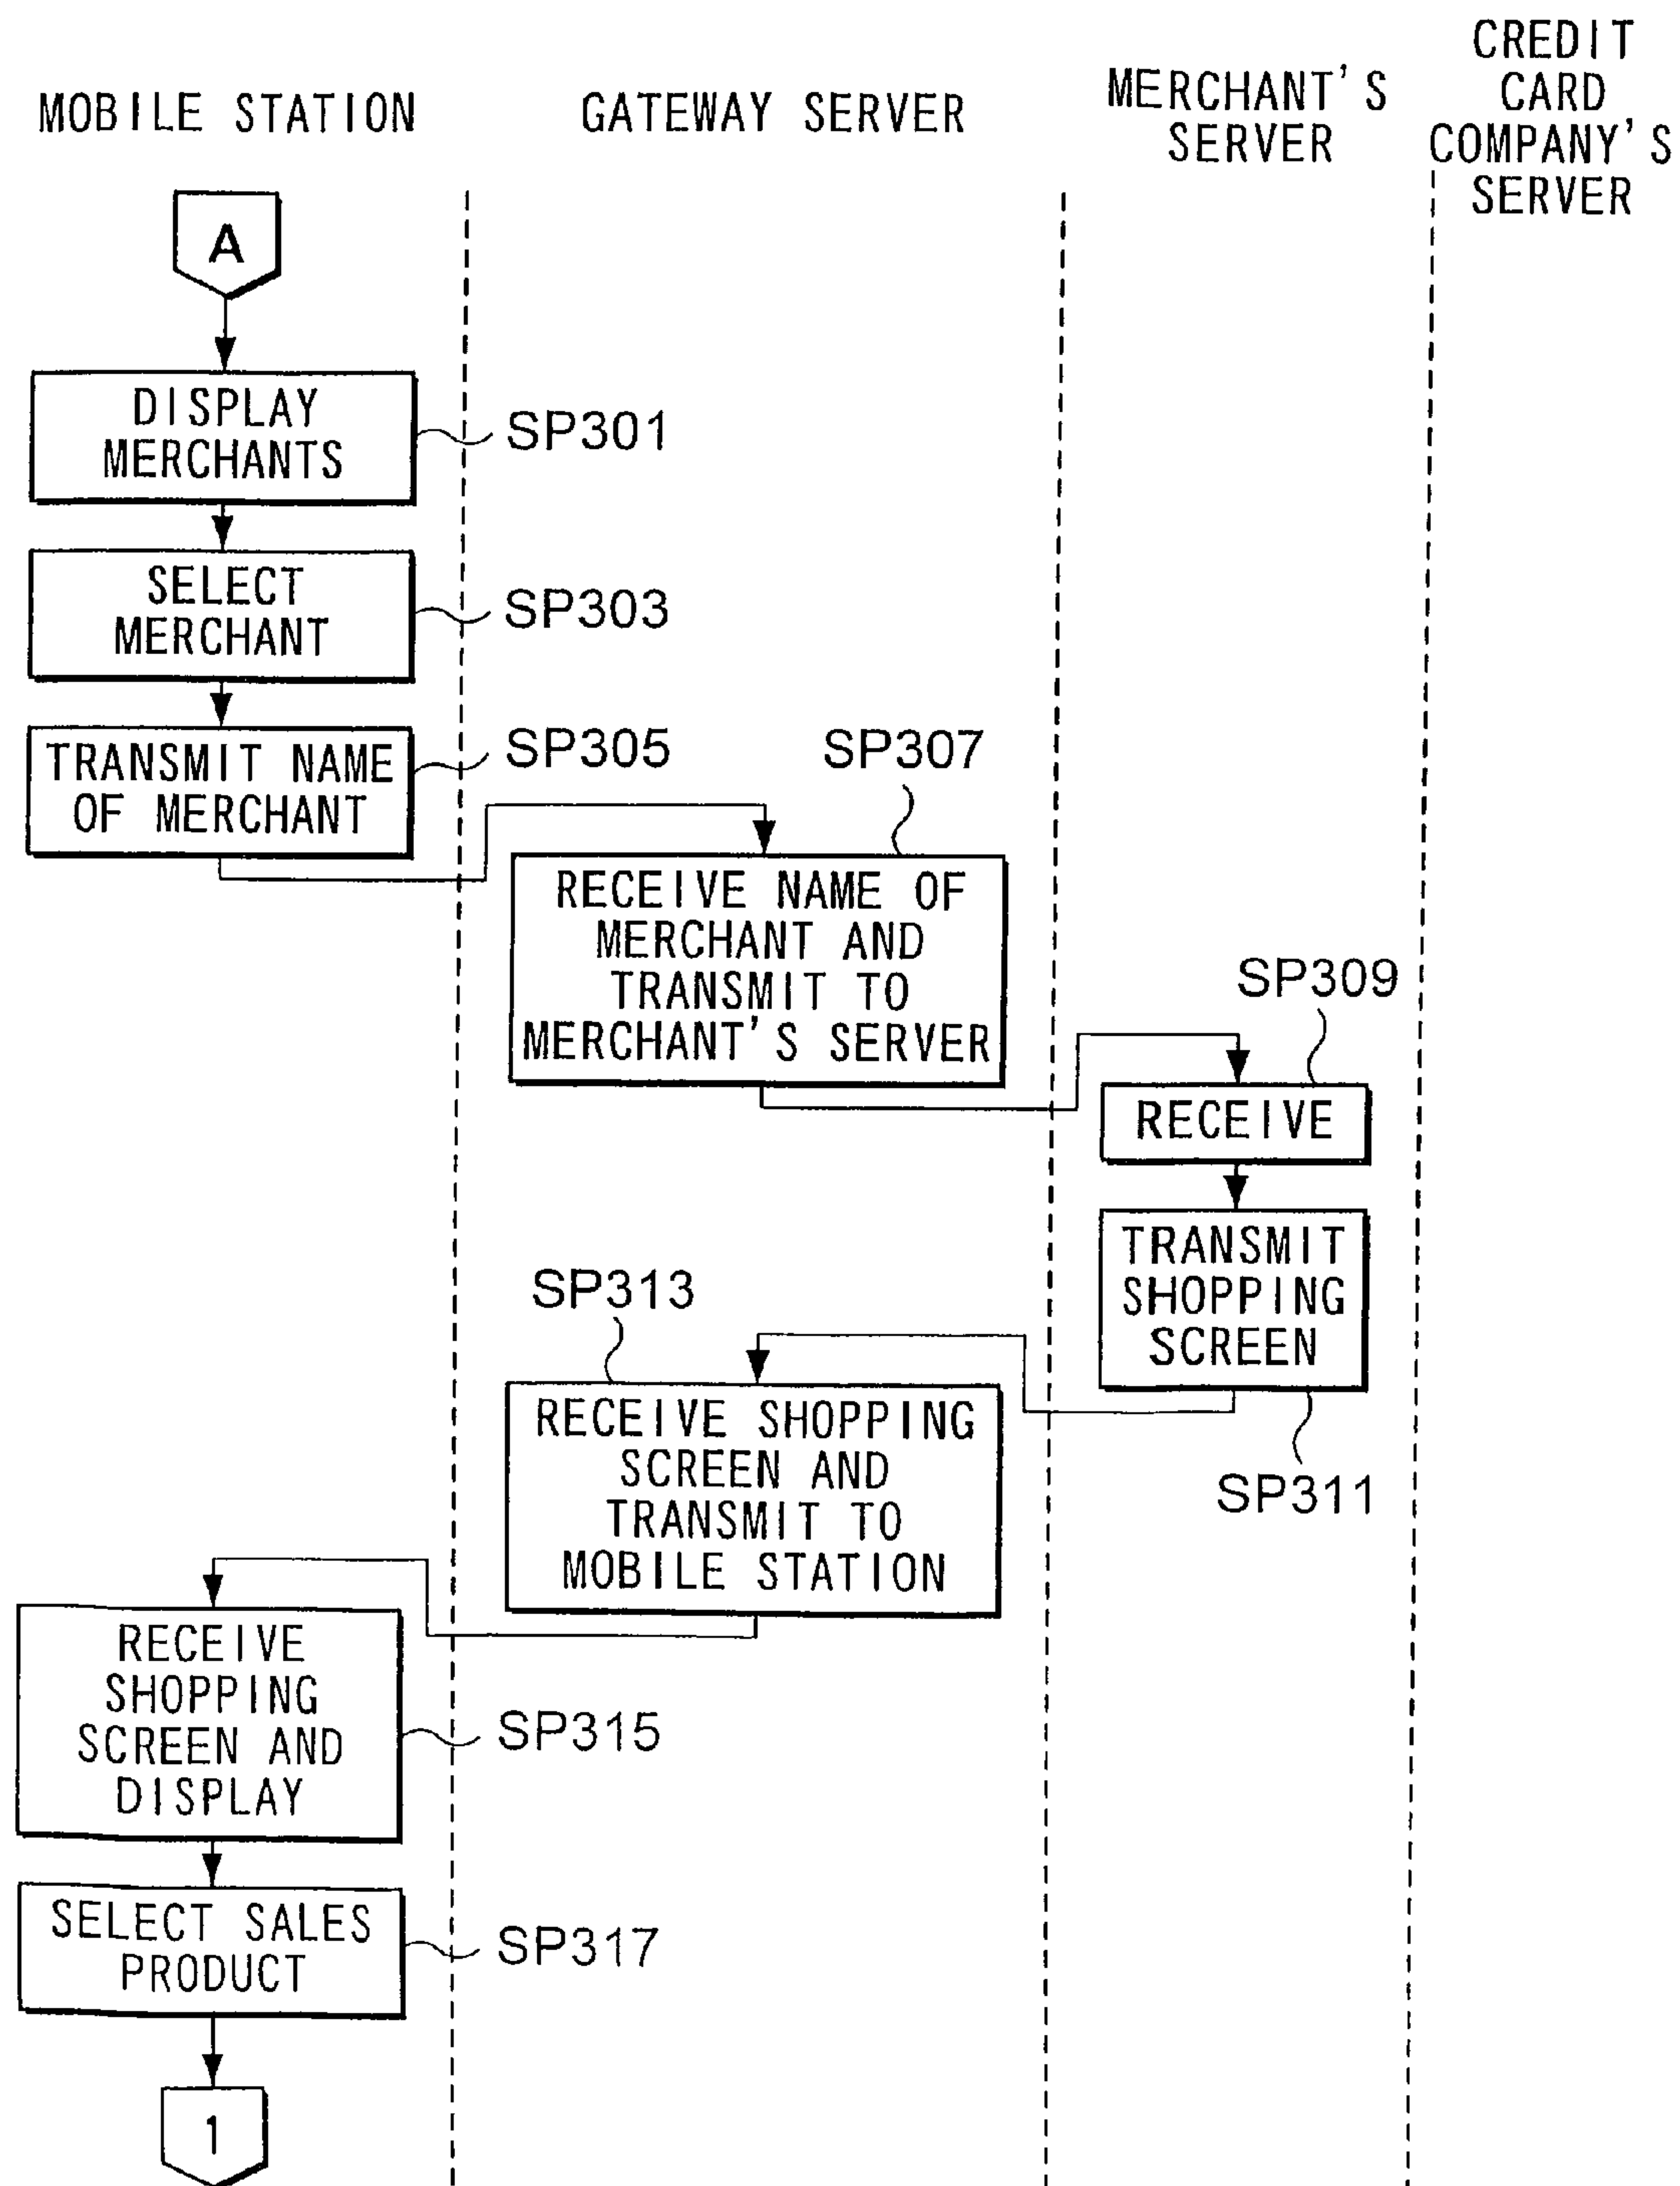 MOBILE STATION
GATEWAY SERVER
MERCHANT'S
SERVER
CREDIT
CARD
COMPANY'S
SERVER
A
DISPLAY
MERCHANTS
SP301
SELECT
MERCHANT
SP303
TRANSMIT NAME
OF MERCHANT
SP305
SP307
RECEIVE NAME OF
MERCHANT AND
TRANSMIT TO
MERCHANT'S SERVER
SP309
RECEIVE
TRANSMIT
SHOPPING
SCREEN
SP311
SP313
RECEIVE SHOPPING
SCREEN AND
TRANSMIT TO
MOBILE STATION
RECEIVE
SHOPPING
SCREEN AND
DISPLAY
SP315
SELECT SALES
PRODUCT
SP317
1